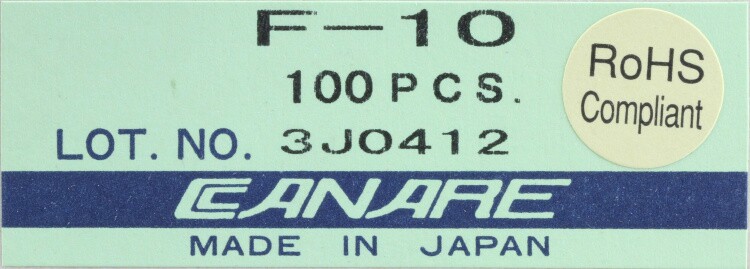 F-10
100 PCS.
RoHS
Compliant
LOT. NO. 3J0412
CANARE
MADE IN JAPAN